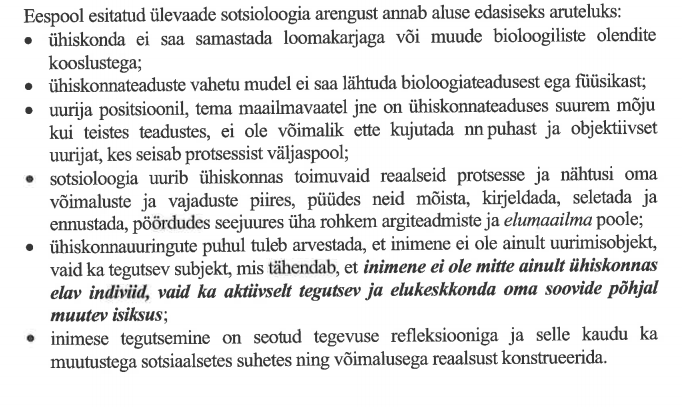 Eespool esitatud ülevaade sotsioloogia arengust annab aluse edasiseks aruteluks:
• ühiskonda ei saa samastada loomakarjaga või muude bioloogiliste olendite
kooslustega;
• ühiskonnateaduste vahetu mudel ei saa lähtuda bioloogiateadusest ega füüsikast;
• uurija positsioonil, tema maailmavaatel jne on ühiskonnateaduses suurem mõju
kui teistes teadustes, ei ole võimalik ette kujutada nn puhast ja objektiivset
uurijat, kes seisab protsessist väljaspool;
• sotsioloogia uurib ühiskonnas toimuvaid reaalseid protsesse ja nähtusi oma
võimaluste ja vajaduste piires, püüdes neid mõista, kirjeldada, seletada ja
ennustada, pöördudes seejuures üha rohkem argiteadmiste ja elumaailma poole;
• ühiskonnauuringute puhul tuleb arvestada, et inimene ei ole ainult uurimisobjekt,
vaid ka tegutsev subjekt, mis tähendab, et inimene ei ole mitte ainult ühiskonnas
elav indiviid, vaid ka aktiivselt tegutsev ja elukeskkonda oma soovide põhjal
muutev isiksus;
• inimese tegutsemine on seotud tegevuse refleksiooniga ja selle kaudu ka
muutustega sotsiaalsetes suhetes ning võimalusega reaalsust konstrueerida.